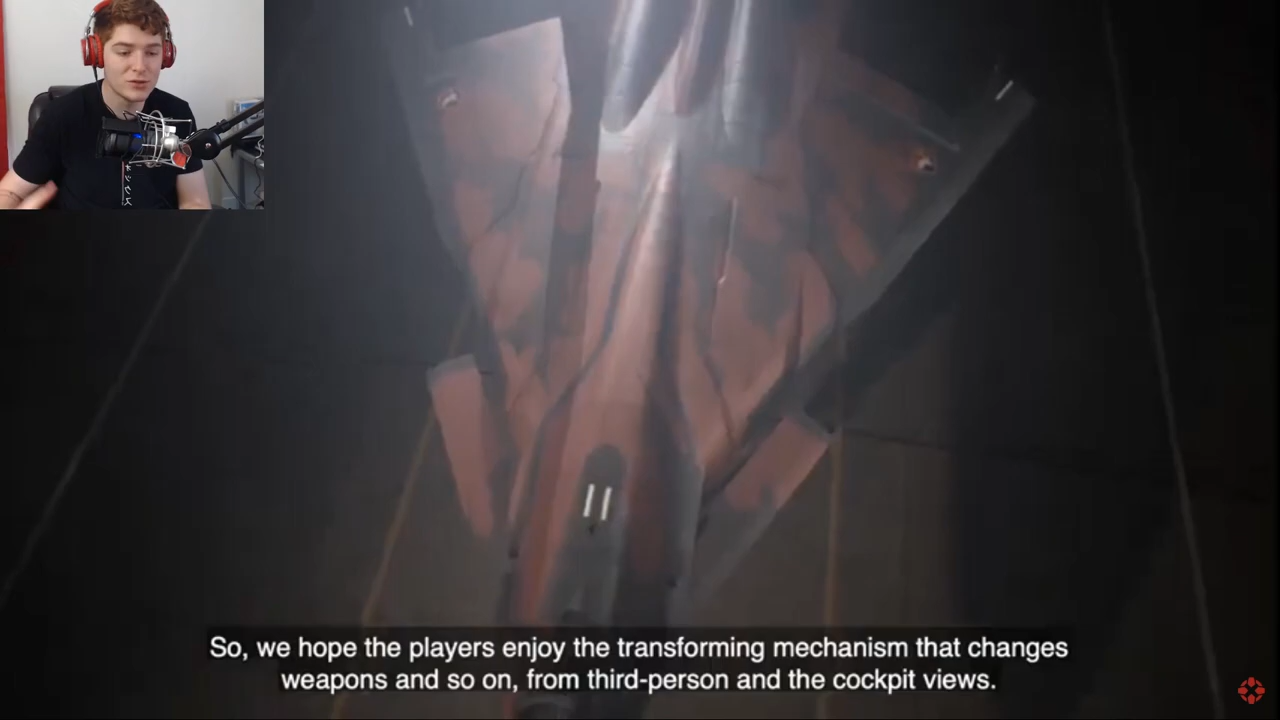 So, we hope the players enjoy the transforming mechanism that changes
weapons and so on, from third-person and the cockpit views.